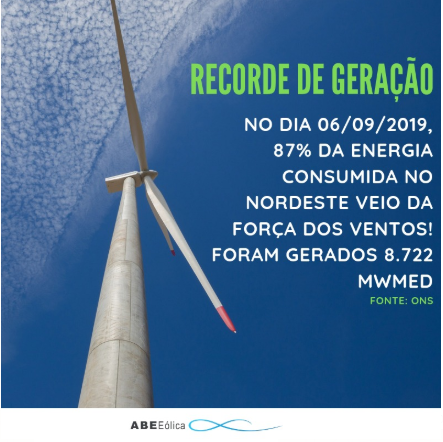 RECORDE DE GERAÇÃO
NO DIA 06/09/2019,
87% DA ENERGIA
CONSUMIDA NO
NORDESTE VEIO DA
FORÇA DOS VENTOS!
FORAM GERADOS 8.722
MWMED
FONTE: ONS
ABEEólica